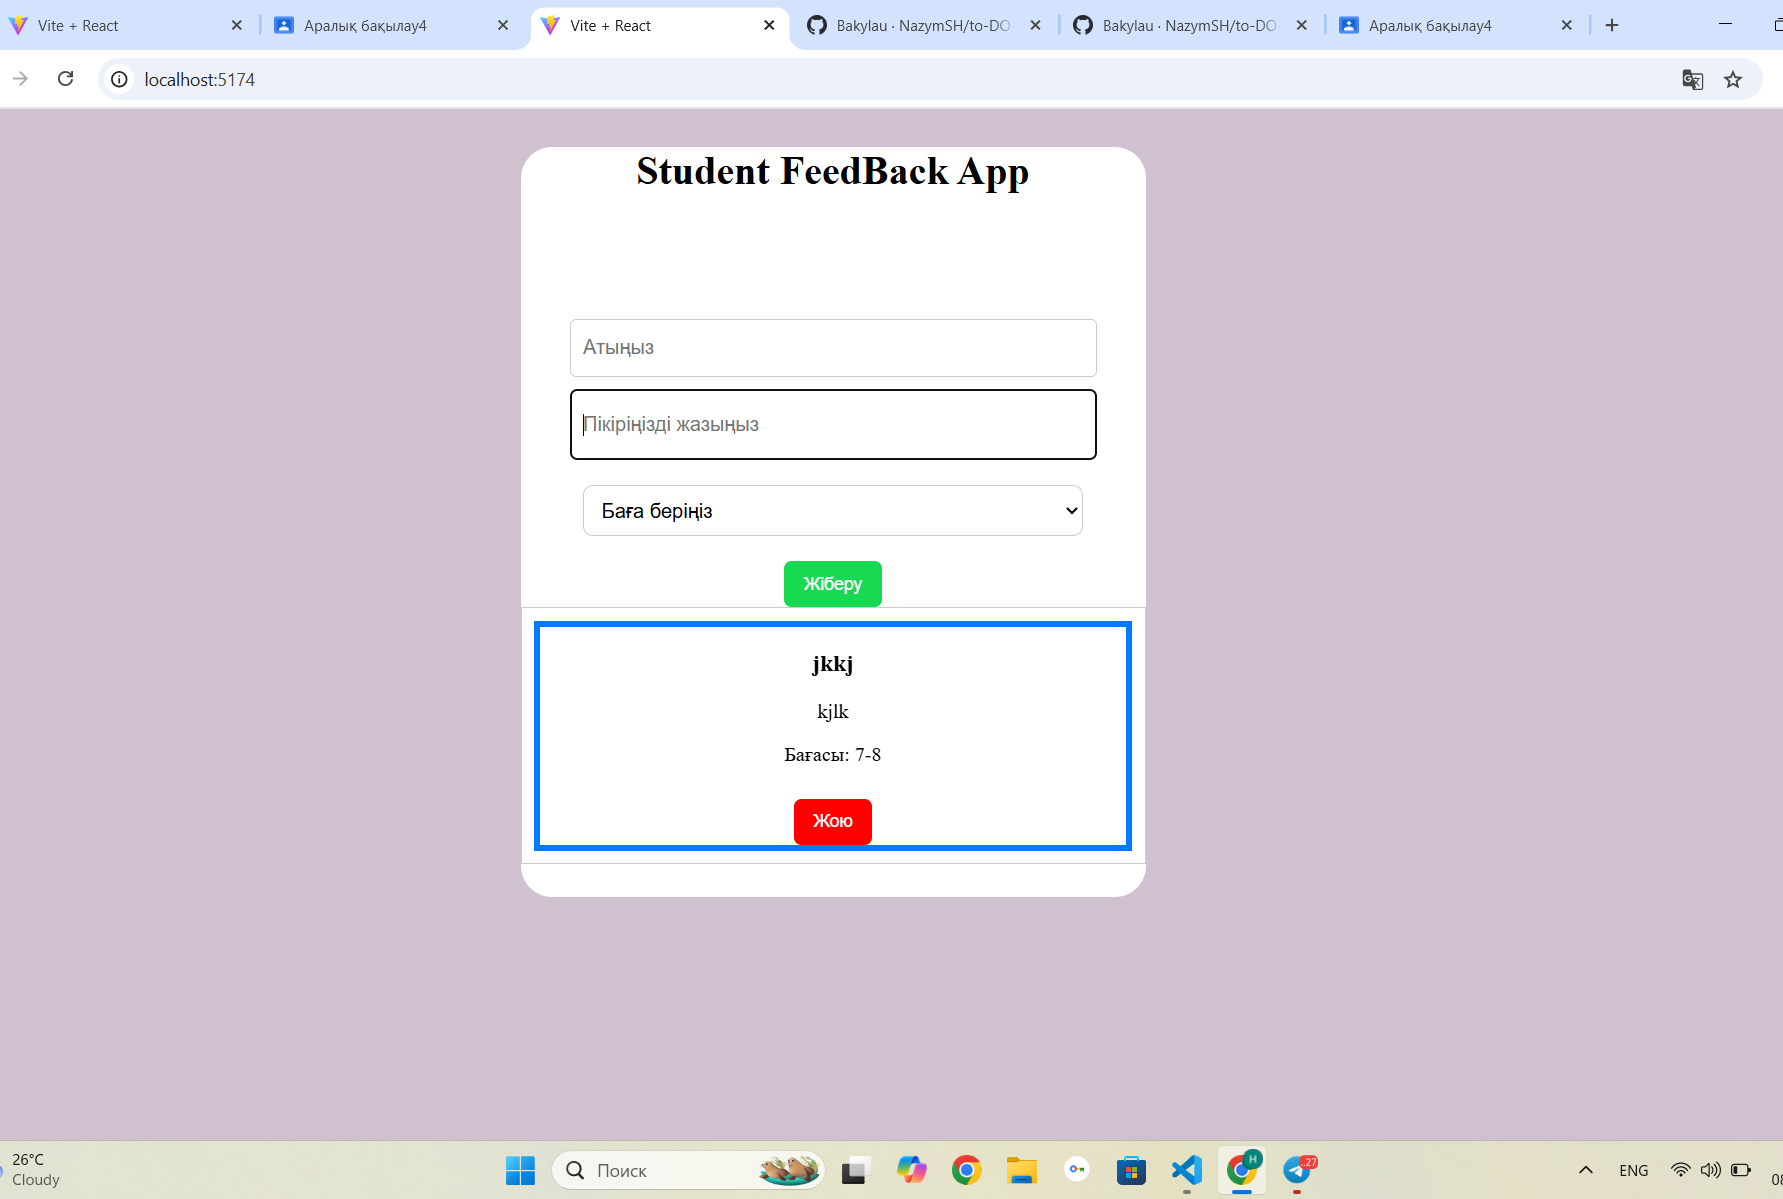 Vite + React
Аралық бақылау4
Vite + React
Bakylau · NazymSH/to-DO
Bakylau · NazymSH/to-DO
Аралық бақылау4
localhost:5174
Student FeedBack App
Атыңыз
Пікіріңізді жазыңыз
Баға беріңіз
Жіберу
jkkj
kjlk
Бағасы: 7-8
Жою
26°C
Cloudy
Поиск
H
..27
ENG